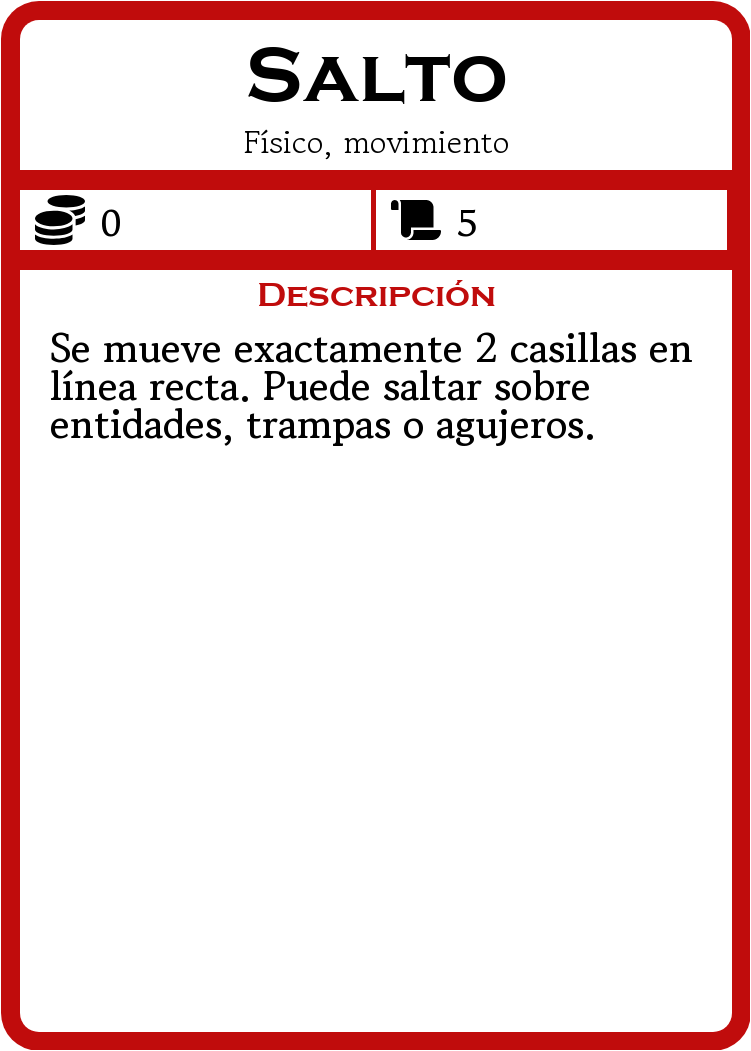 Salto
Físico, movimiento
0
5
Descripción
Se mueve exactamente 2 casillas en
línea recta. Puede saltar sobre
entidades, trampas o agujeros.